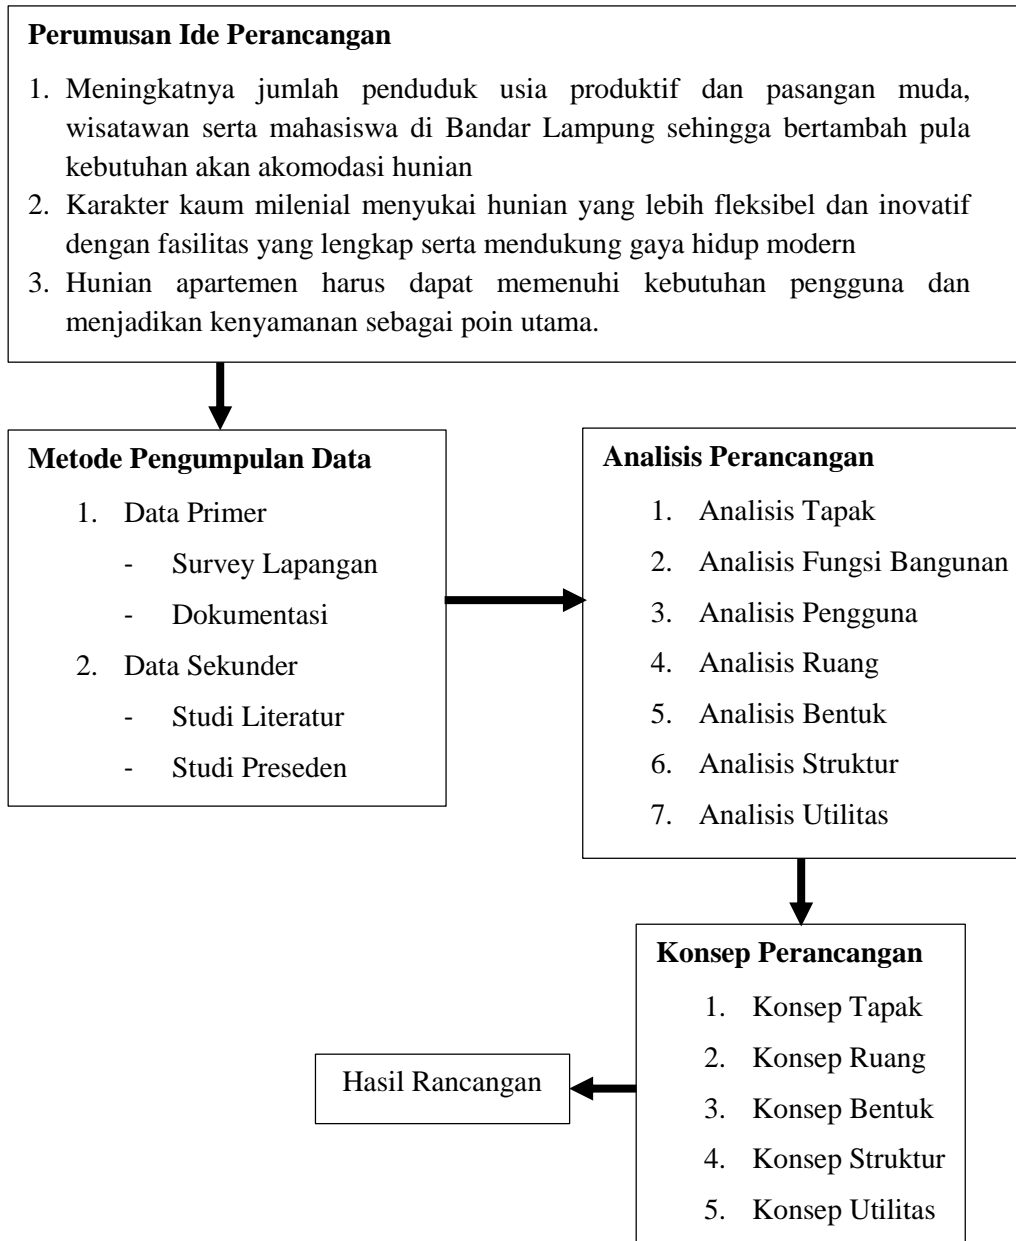 Perumusan Ide Perancangan
1. Meningkatnya jumlah penduduk usia produktif dan pasangan muda,
wisatawan serta mahasiswa di Bandar Lampung sehingga bertambah pula
kebutuhan akan akomodasi hunian
2. Karakter kaum milenial menyukai hunian yang lebih fleksibel dan inovatif
dengan fasilitas yang lengkap serta mendukung gaya hidup modern
3. Hunian apartemen harus dapat memenuhi kebutuhan pengguna dan
menjadikan kenyamanan sebagai poin utama.
Metode Pengumpulan Data
1. Data Primer
- Survey Lapangan
- Dokumentasi
2. Data Sekunder
- Studi Literatur
- Studi Preseden
Analisis Perancangan
1. Analisis Tapak
2. Analisis Fungsi Bangunan
3. Analisis Pengguna
4. Analisis Ruang
5. Analisis Bentuk
6. Analisis Struktur
7. Analisis Utilitas
Konsep Perancangan
1. Konsep Tapak
2. Konsep Ruang
3. Konsep Bentuk
4. Konsep Struktur
5. Konsep Utilitas
Hasil Rancangan